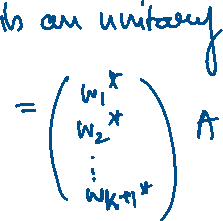 is an unitary
= ( w₁*
w₂*
⋮
wₖ₊₁* ) A